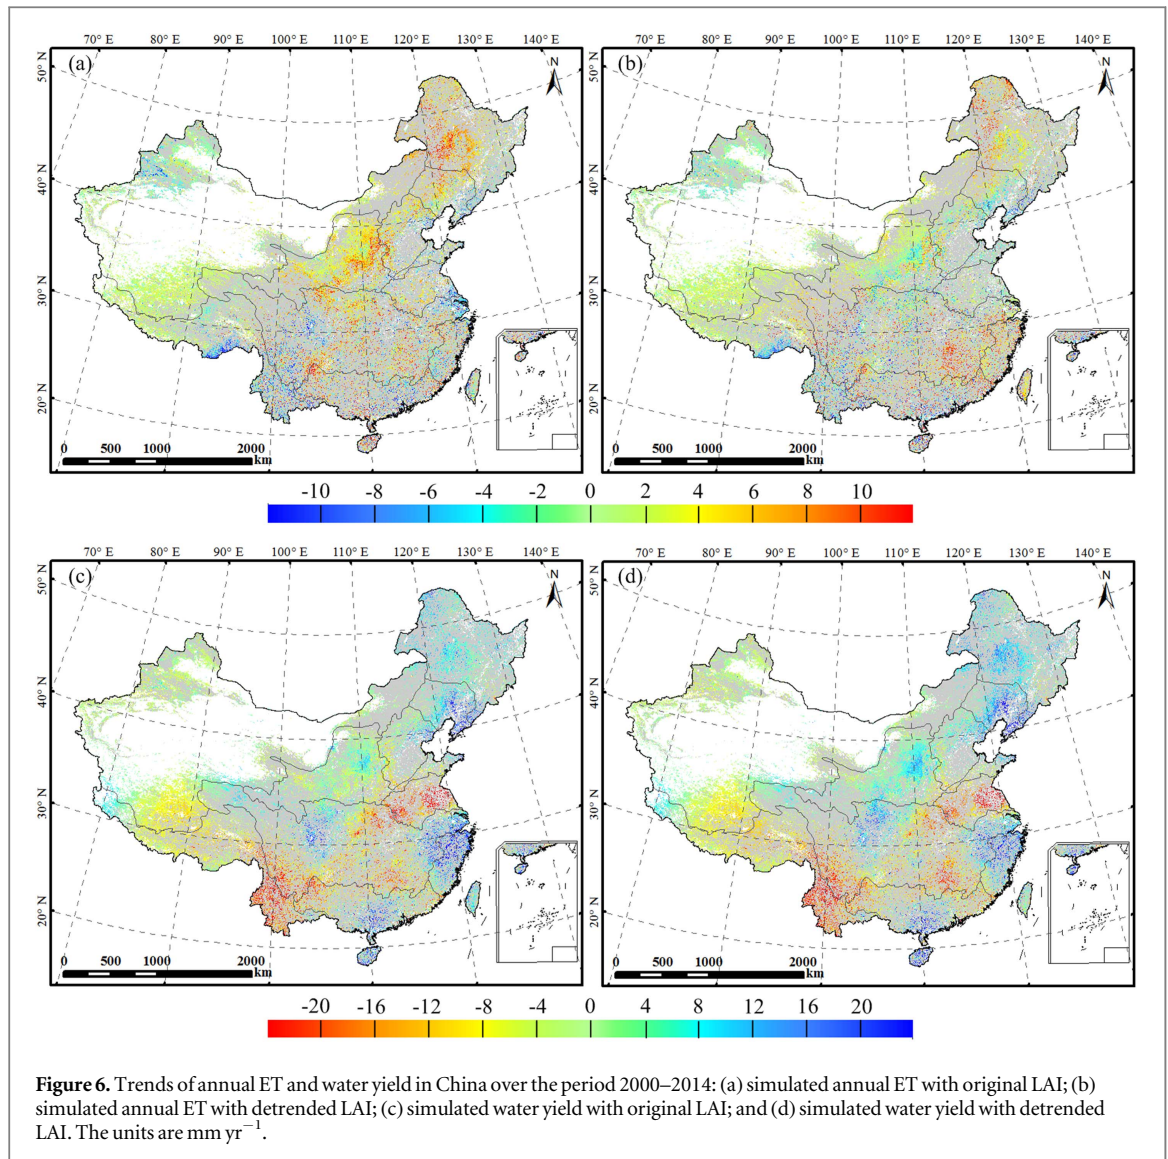 70° E 80° E 90° E 100° E 110° E 120° E 130° E 140° E
70° E 80° E 90° E 100° E 110° E 120° E 130° E 140° E
(a)
(b)
N
N
50° N
40° N
30° N
20° N
50° N
40° N
30° N
20° N
0 500 1000 2000
km
0 500 1000 2000
km
-10 -8 -6 -4 -2 0 2 4 6 8 10
70° E 80° E 90° E 100° E 110° E 120° E 130° E 140° E
70° E 80° E 90° E 100° E 110° E 120° E 130° E 140° E
(c)
(d)
N
N
50° N
40° N
30° N
20° N
50° N
40° N
30° N
20° N
0 500 1000 2000
km
0 500 1000 2000
km
-20 -16 -12 -8 -4 0 4 8 12 16 20
Figure 6. Trends of annual ET and water yield in China over the period 2000–2014: (a) simulated annual ET with original LAI; (b)
simulated annual ET with detrended LAI; (c) simulated water yield with original LAI; and (d) simulated water yield with detrended
LAI. The units are mm yr⁻¹.